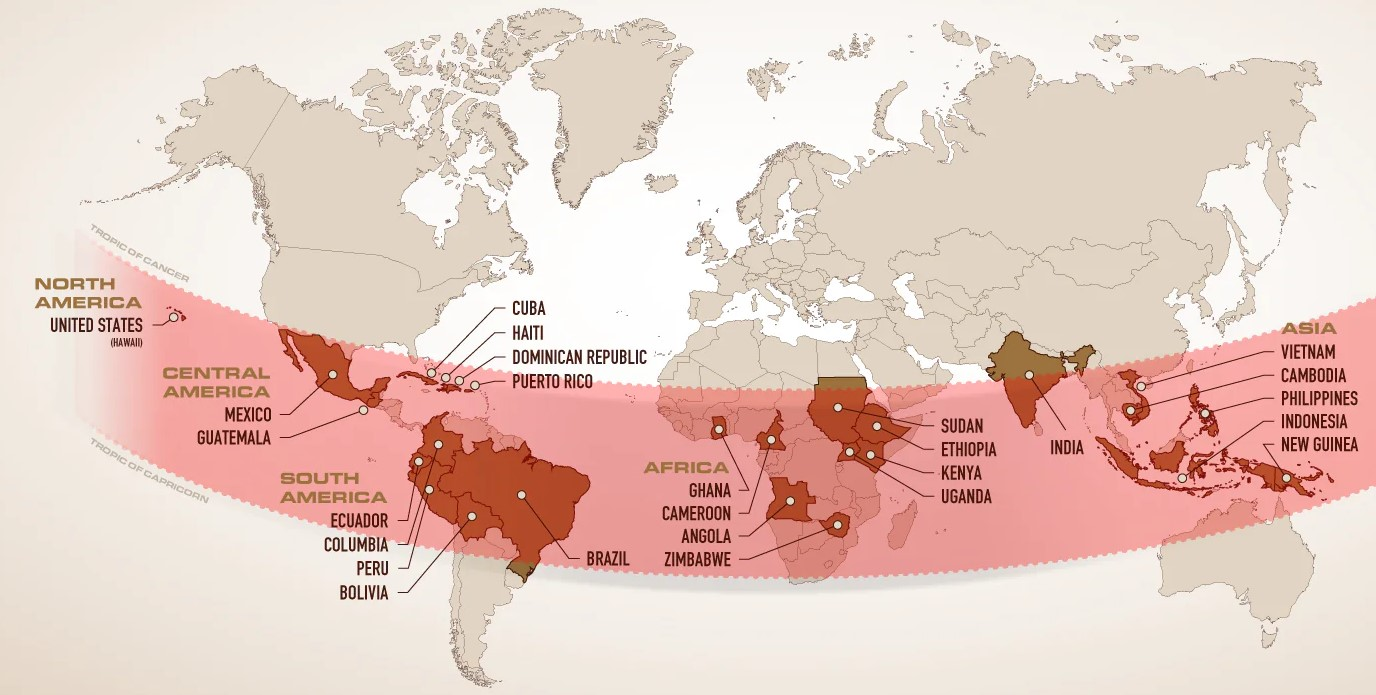 TROPIC OF CANCER
NORTH
AMERICA
UNITED STATES
(HAWAII)
CENTRAL
AMERICA
MEXICO
GUATEMALA
TROPIC OF CAPRICORN
CUBA
HAITI
DOMINICAN REPUBLIC
PUERTO RICO
SOUTH
AMERICA
ECUADOR
COLUMBIA
PERU
BOLIVIA
BRAZIL
AFRICA
GHANA
CAMEROON
ANGOLA
ZIMBABWE
SUDAN
ETHIOPIA
KENYA
UGANDA
INDIA
ASIA
VIETNAM
CAMBODIA
PHILIPPINES
INDONESIA
NEW GUINEA